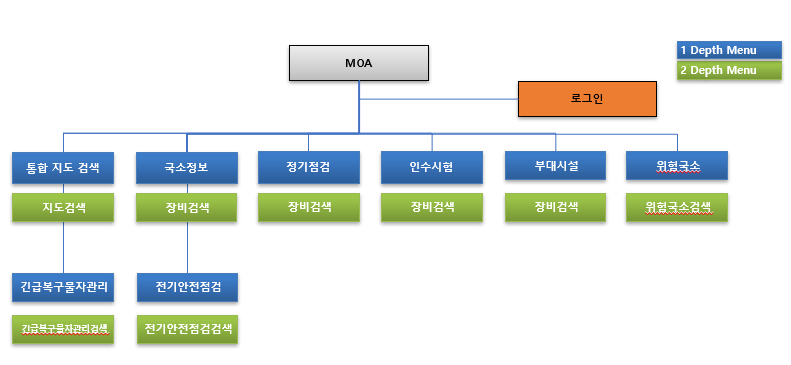 MOA
1 Depth Menu
2 Depth Menu
로그인
통합 지도 검색
국소정보
정기점검
인수시험
부대시설
위험국소
지도검색
장비검색
장비검색
장비검색
장비검색
위험국소검색
긴급복구물자관리
전기안전점검
긴급복구물자관리검색
전기안전점검검색